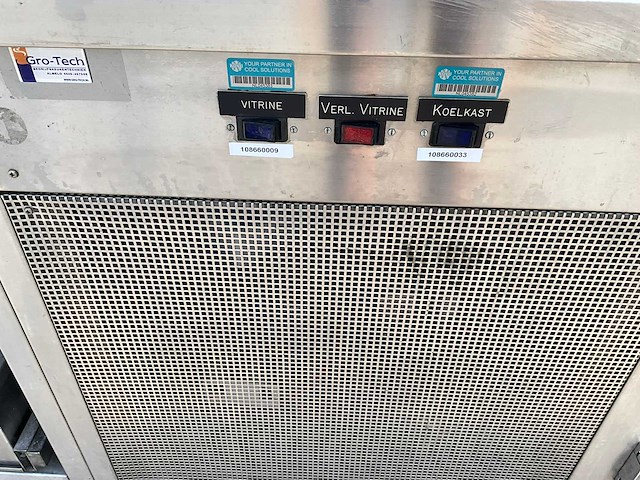 Gro-Tech
YOUR PARTNER IN
COOL SOLUTIONS
YOUR PARTNER IN
COOL SOLUTIONS
VITRINE
VERL. VITRINE
KOELKAST
108660009
108660033